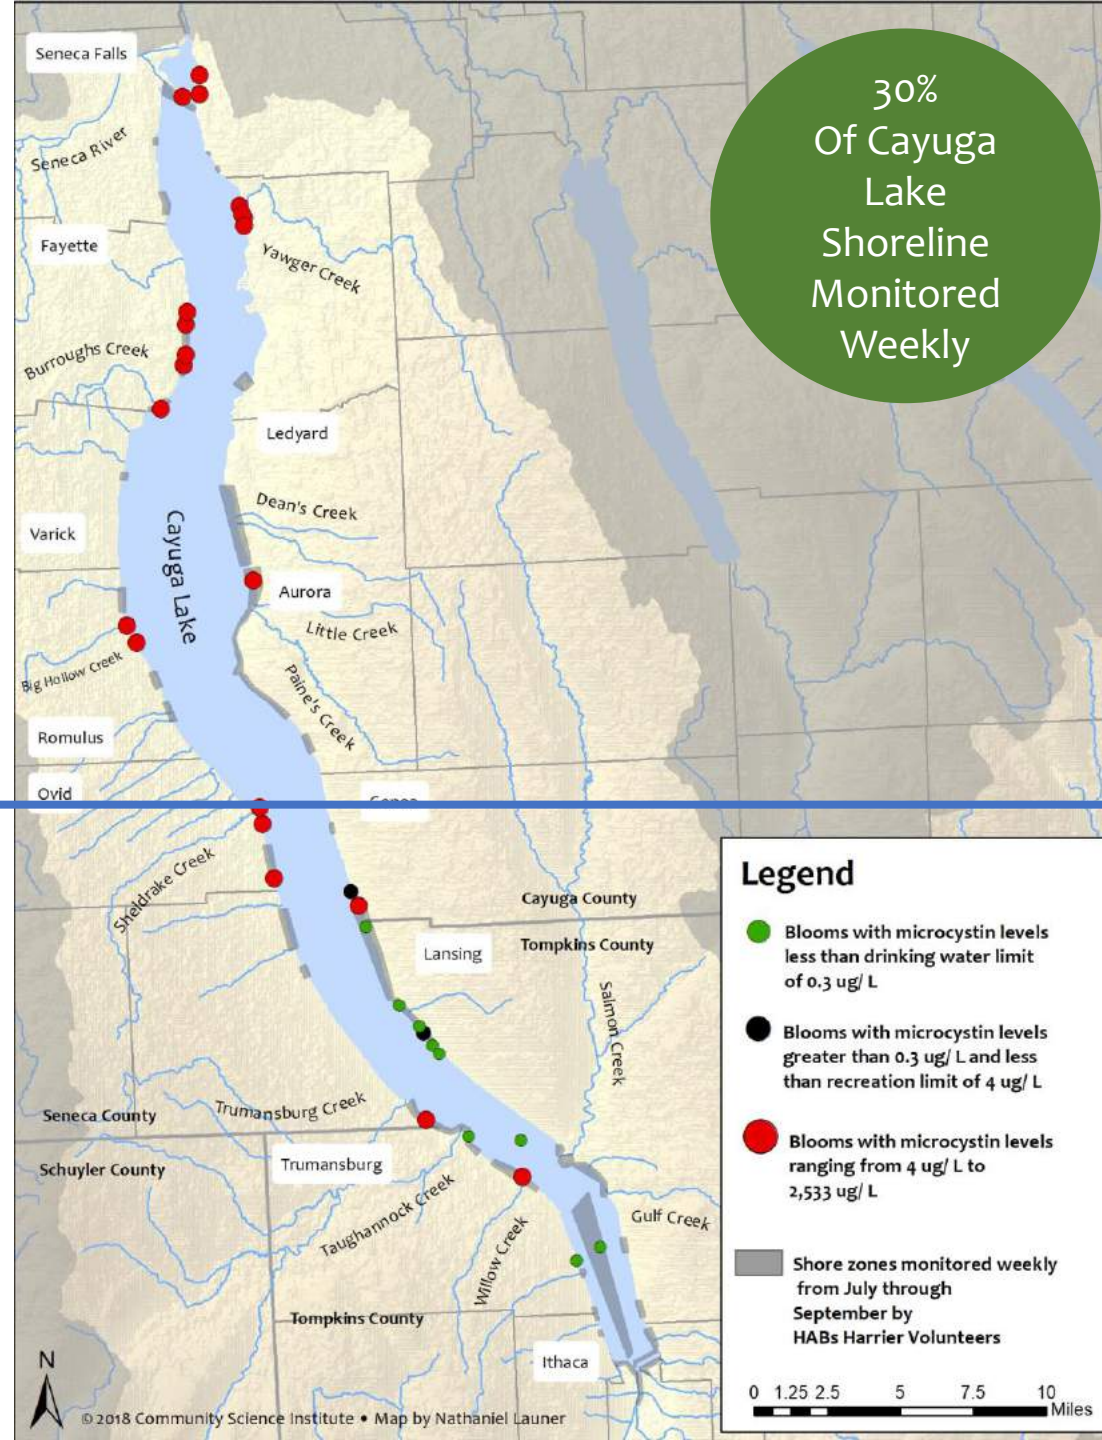 Seneca Falls
Seneca River
Fayette
Yawger Creek
Burroughs Creek
Ledyard
Dean's Creek
Varick
Cayuga Lake
Aurora
Little Creek
Big Hollow Creek
Paine's Creek
Romulus
Ovid
30%
Of Cayuga
Lake
Shoreline
Monitored
Weekly
Sheldrake Creek
Cayuga County
Tompkins County
Lansing
Salmon Creek
Seneca County
Trumansburg Creek
Schuyler County
Trumansburg
Taughannock Creek
Willow Creek
Gulf Creek
Tompkins County
Ithaca
N
© 2018 Community Science Institute • Map by Nathaniel Launer
Legend
Blooms with microcystin levels
less than drinking water limit
of 0.3 ug/ L
Blooms with microcystin levels
greater than 0.3 ug/ L and less
than recreation limit of 4 ug/ L
Blooms with microcystin levels
ranging from 4 ug/ L to
2,533 ug/ L
Shore zones monitored weekly
from July through
September by
HABs Harrier Volunteers
0 1.25 2.5 5 7.5 10
Miles